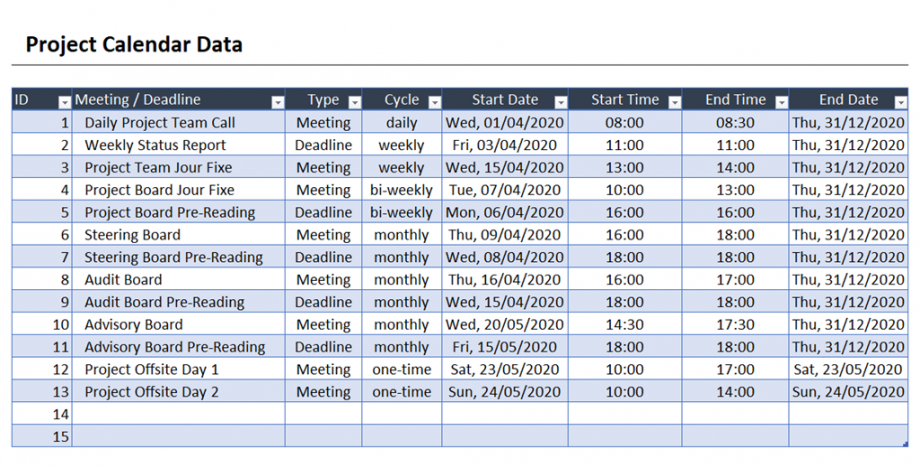 Project Calendar Data
ID Meeting / Deadline Type Cycle Start Date Start Time End Time End Date
1 Daily Project Team Call Meeting daily Wed, 01/04/2020 08:00 08:30 Thu, 31/12/2020
2 Weekly Status Report Deadline weekly Fri, 03/04/2020 11:00 11:00 Thu, 31/12/2020
3 Project Team Jour Fixe Meeting weekly Wed, 15/04/2020 13:00 14:00 Thu, 31/12/2020
4 Project Board Jour Fixe Meeting bi-weekly Tue, 07/04/2020 10:00 13:00 Thu, 31/12/2020
5 Project Board Pre-Reading Deadline bi-weekly Mon, 06/04/2020 16:00 16:00 Thu, 31/12/2020
6 Steering Board Meeting monthly Thu, 09/04/2020 16:00 18:00 Thu, 31/12/2020
7 Steering Board Pre-Reading Deadline monthly Wed, 08/04/2020 18:00 18:00 Thu, 31/12/2020
8 Audit Board Meeting monthly Thu, 16/04/2020 16:00 17:00 Thu, 31/12/2020
9 Audit Board Pre-Reading Deadline monthly Wed, 15/04/2020 18:00 18:00 Thu, 31/12/2020
10 Advisory Board Meeting monthly Wed, 20/05/2020 14:30 17:30 Thu, 31/12/2020
11 Advisory Board Pre-Reading Deadline monthly Fri, 15/05/2020 18:00 18:00 Thu, 31/12/2020
12 Project Offsite Day 1 Meeting one-time Sat, 23/05/2020 10:00 17:00 Sat, 23/05/2020
13 Project Offsite Day 2 Meeting one-time Sun, 24/05/2020 10:00 14:00 Sun, 24/05/2020
14
15